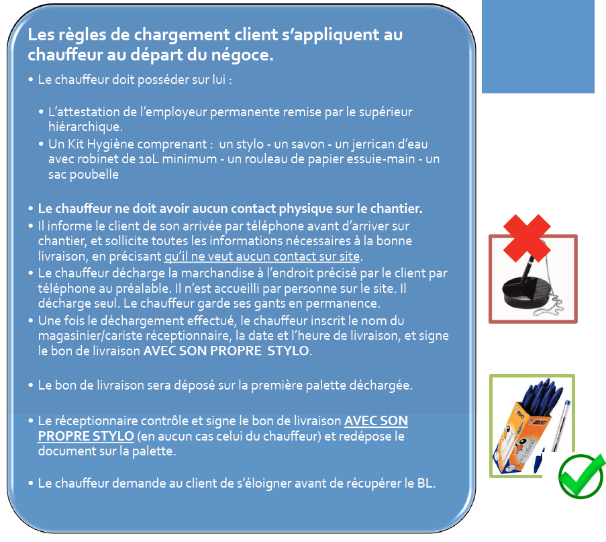 Les règles de chargement client s'appliquent au
chauffeur au départ du négoce.
• Le chauffeur doit posséder sur lui :
• L'attestation de l'employeur permanente remise par le supérieur
hiérarchique.
• Un Kit Hygiène comprenant : un stylo - un savon - un jerrican d'eau
avec robinet de 10L minimum - un rouleau de papier essuie-main - un
sac poubelle
• Le chauffeur ne doit avoir aucun contact physique sur le chantier.
• Il informe le client de son arrivée par téléphone avant d'arriver sur
chantier, et sollicite toutes les informations nécessaires à la bonne
livraison, en précisant qu'il ne veut aucun contact sur site.
• Le chauffeur décharge la marchandise à l'endroit précisé par le client par
téléphone au préalable. Il n'est accueilli par personne sur le site. Il
décharge seul. Le chauffeur garde ses gants en permanence.
• Une fois le déchargement effectué, le chauffeur inscrit le nom du
magasinier/cariste réceptionnaire, la date et l'heure de livraison, et signe
le bon de livraison AVEC SON PROPRE STYLO.
• Le bon de livraison sera déposé sur la première palette déchargée.
• Le réceptionnaire contrôle et signe le bon de livraison AVEC SON
PROPRE STYLO (en aucun cas celui du chauffeur) et redépose le
document sur la palette.
• Le chauffeur demande au client de s'éloigner avant de récupérer le BL.
BIC